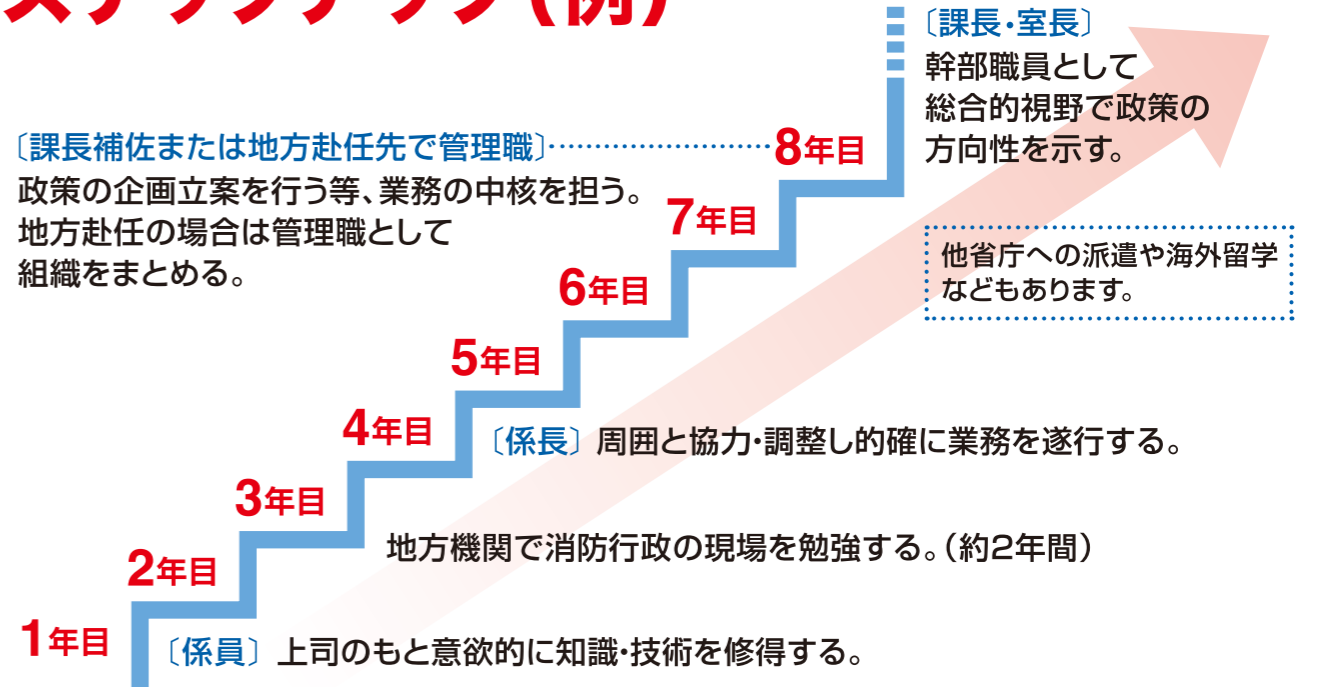 ステップアップ（例）
〔課長・室長〕
幹部職員として
総合的視野で政策の
方向性を示す。
〔課長補佐または地方赴任先で管理職〕……………………8年目
政策の企画立案を行う等、業務の中核を担う。
地方赴任の場合は管理職として
組織をまとめる。
7年目
他省庁への派遣や海外留学
などもあります。
6年目
5年目
4年目
〔係長〕周囲と協力・調整し的確に業務を遂行する。
3年目
地方機関で消防行政の現場を勉強する。（約2年間）
2年目
1年目
〔係員〕上司のもと意欲的に知識・技術を修得する。